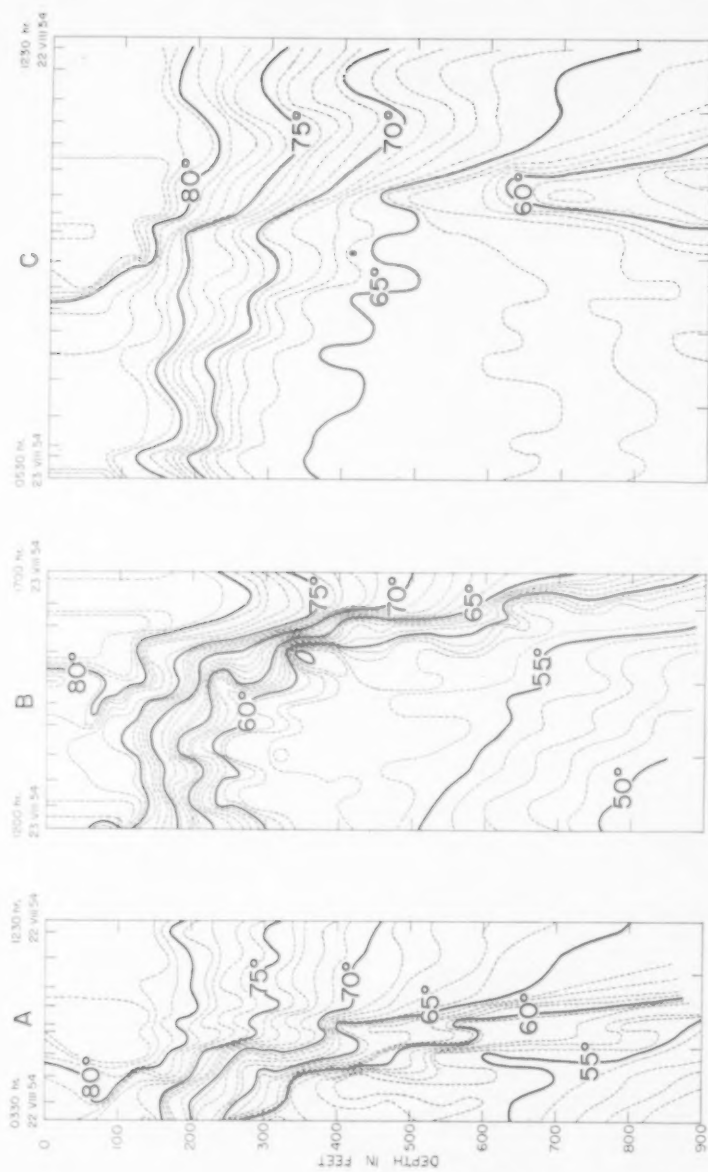 A
0330 hr.
22 VIII 54
1230 hr.
22 VIII 54
80°
75°
70°
65°
60°
55°
0
100
200
300
400
500
600
700
800
900
DEPTH IN FEET
B
1200 hr.
23 VIII 54
1700 hr.
23 VIII 54
80°
75°
60°
70°
65°
55°
50°
C
0530 hr.
23 VIII 54
1230 hr.
22 VIII 54
80°
75°
70°
65°
60°